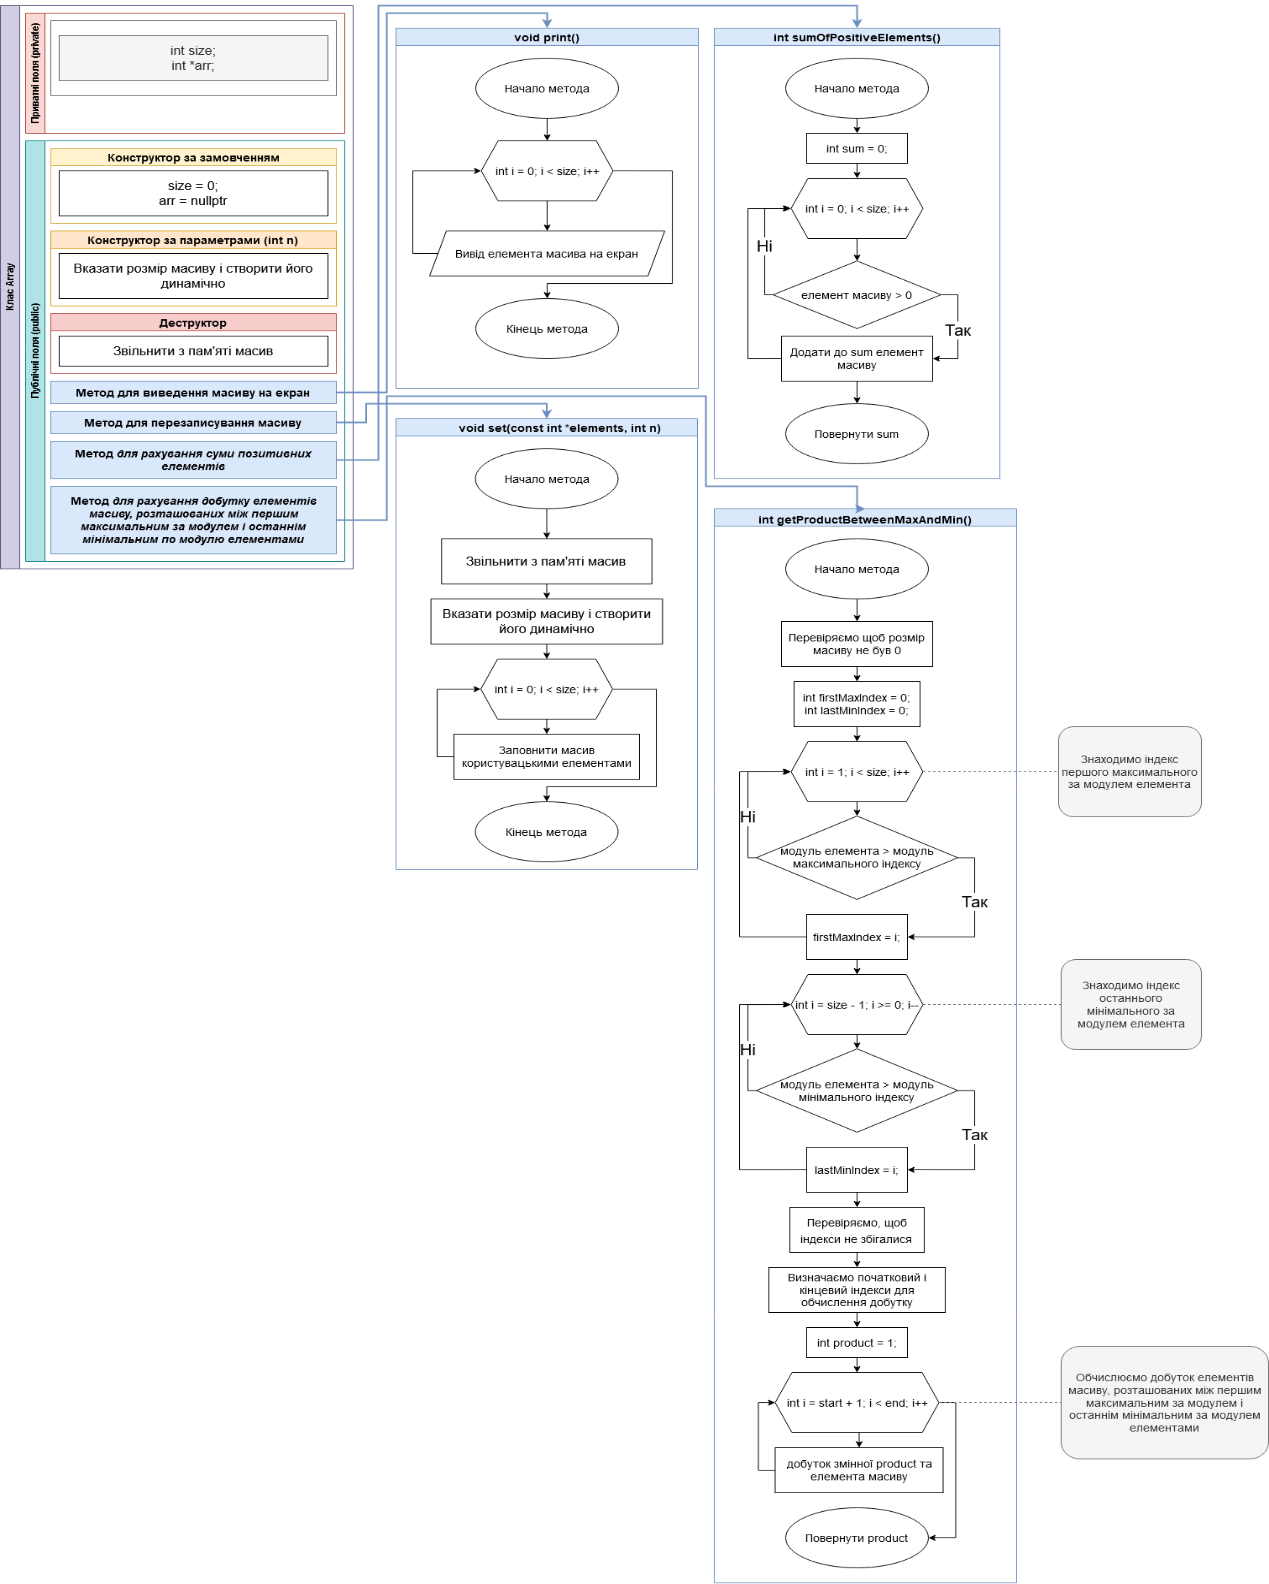 Клас Array
Приватні поля (private)
int size;
int *arr;
Публічні поля (public)
Конструктор за замовченням
size = 0;
arr = nullptr
Конструктор за параметрами (int n)
Вказати розмір масиву і створити його
динамічно
Деструктор
Звільнити з пам'яті масив
Метод для виведення масиву на екран
Метод для перезаписування масиву
Метод для рахування суми позитивних
елементів
Метод для рахування добутку елементів
масиву, розташованих між першим
максимальним за модулем і останнім
мінімальним по модулю елементами
void print()
Начало метода
int i = 0; i < size; i++
Вивід елемента масива на екран
Кінець метода
void set(const int *elements, int n)
Начало метода
Звільнити з пам'яті масив
Вказати розмір масиву і створити
його динамічно
int i = 0; i < size; i++
Заповнити масив
користувацькими елементами
Кінець метода
int sumOfPositiveElements()
Начало метода
int sum = 0;
int i = 0; i < size; i++
Ні
елемент масиву > 0
Так
Додати до sum елемент
масиву
Повернути sum
int getProductBetweenMaxAndMin()
Начало метода
Перевіряємо щоб розмір
масиву не був 0
int firstMaxIndex = 0;
int lastMinIndex = 0;
int i = 1; i < size; i++
Знаходимо індекс
першого максимального
за модулем елемента
Ні
модуль елемента > модуль
максимального індексу
Так
firstMaxIndex = i;
int i = size - 1; i >= 0; i--
Знаходимо індекс
останнього
мінімального за
модулем елемента
Ні
модуль елемента > модуль
мінімального індексу
Так
lastMinIndex = i;
Перевіряємо, щоб
індекси не збігалися
Визначаємо початковий і
кінцевий індекси для
обчислення добутку
int product = 1;
int i = start + 1; i < end; i++
Обчислюємо добуток елементів
масиву, розташованих між першим
максимальним за модулем і
останнім мінімальним за модулем
елементами
добуток змінної product та
елемента масиву
Повернути product